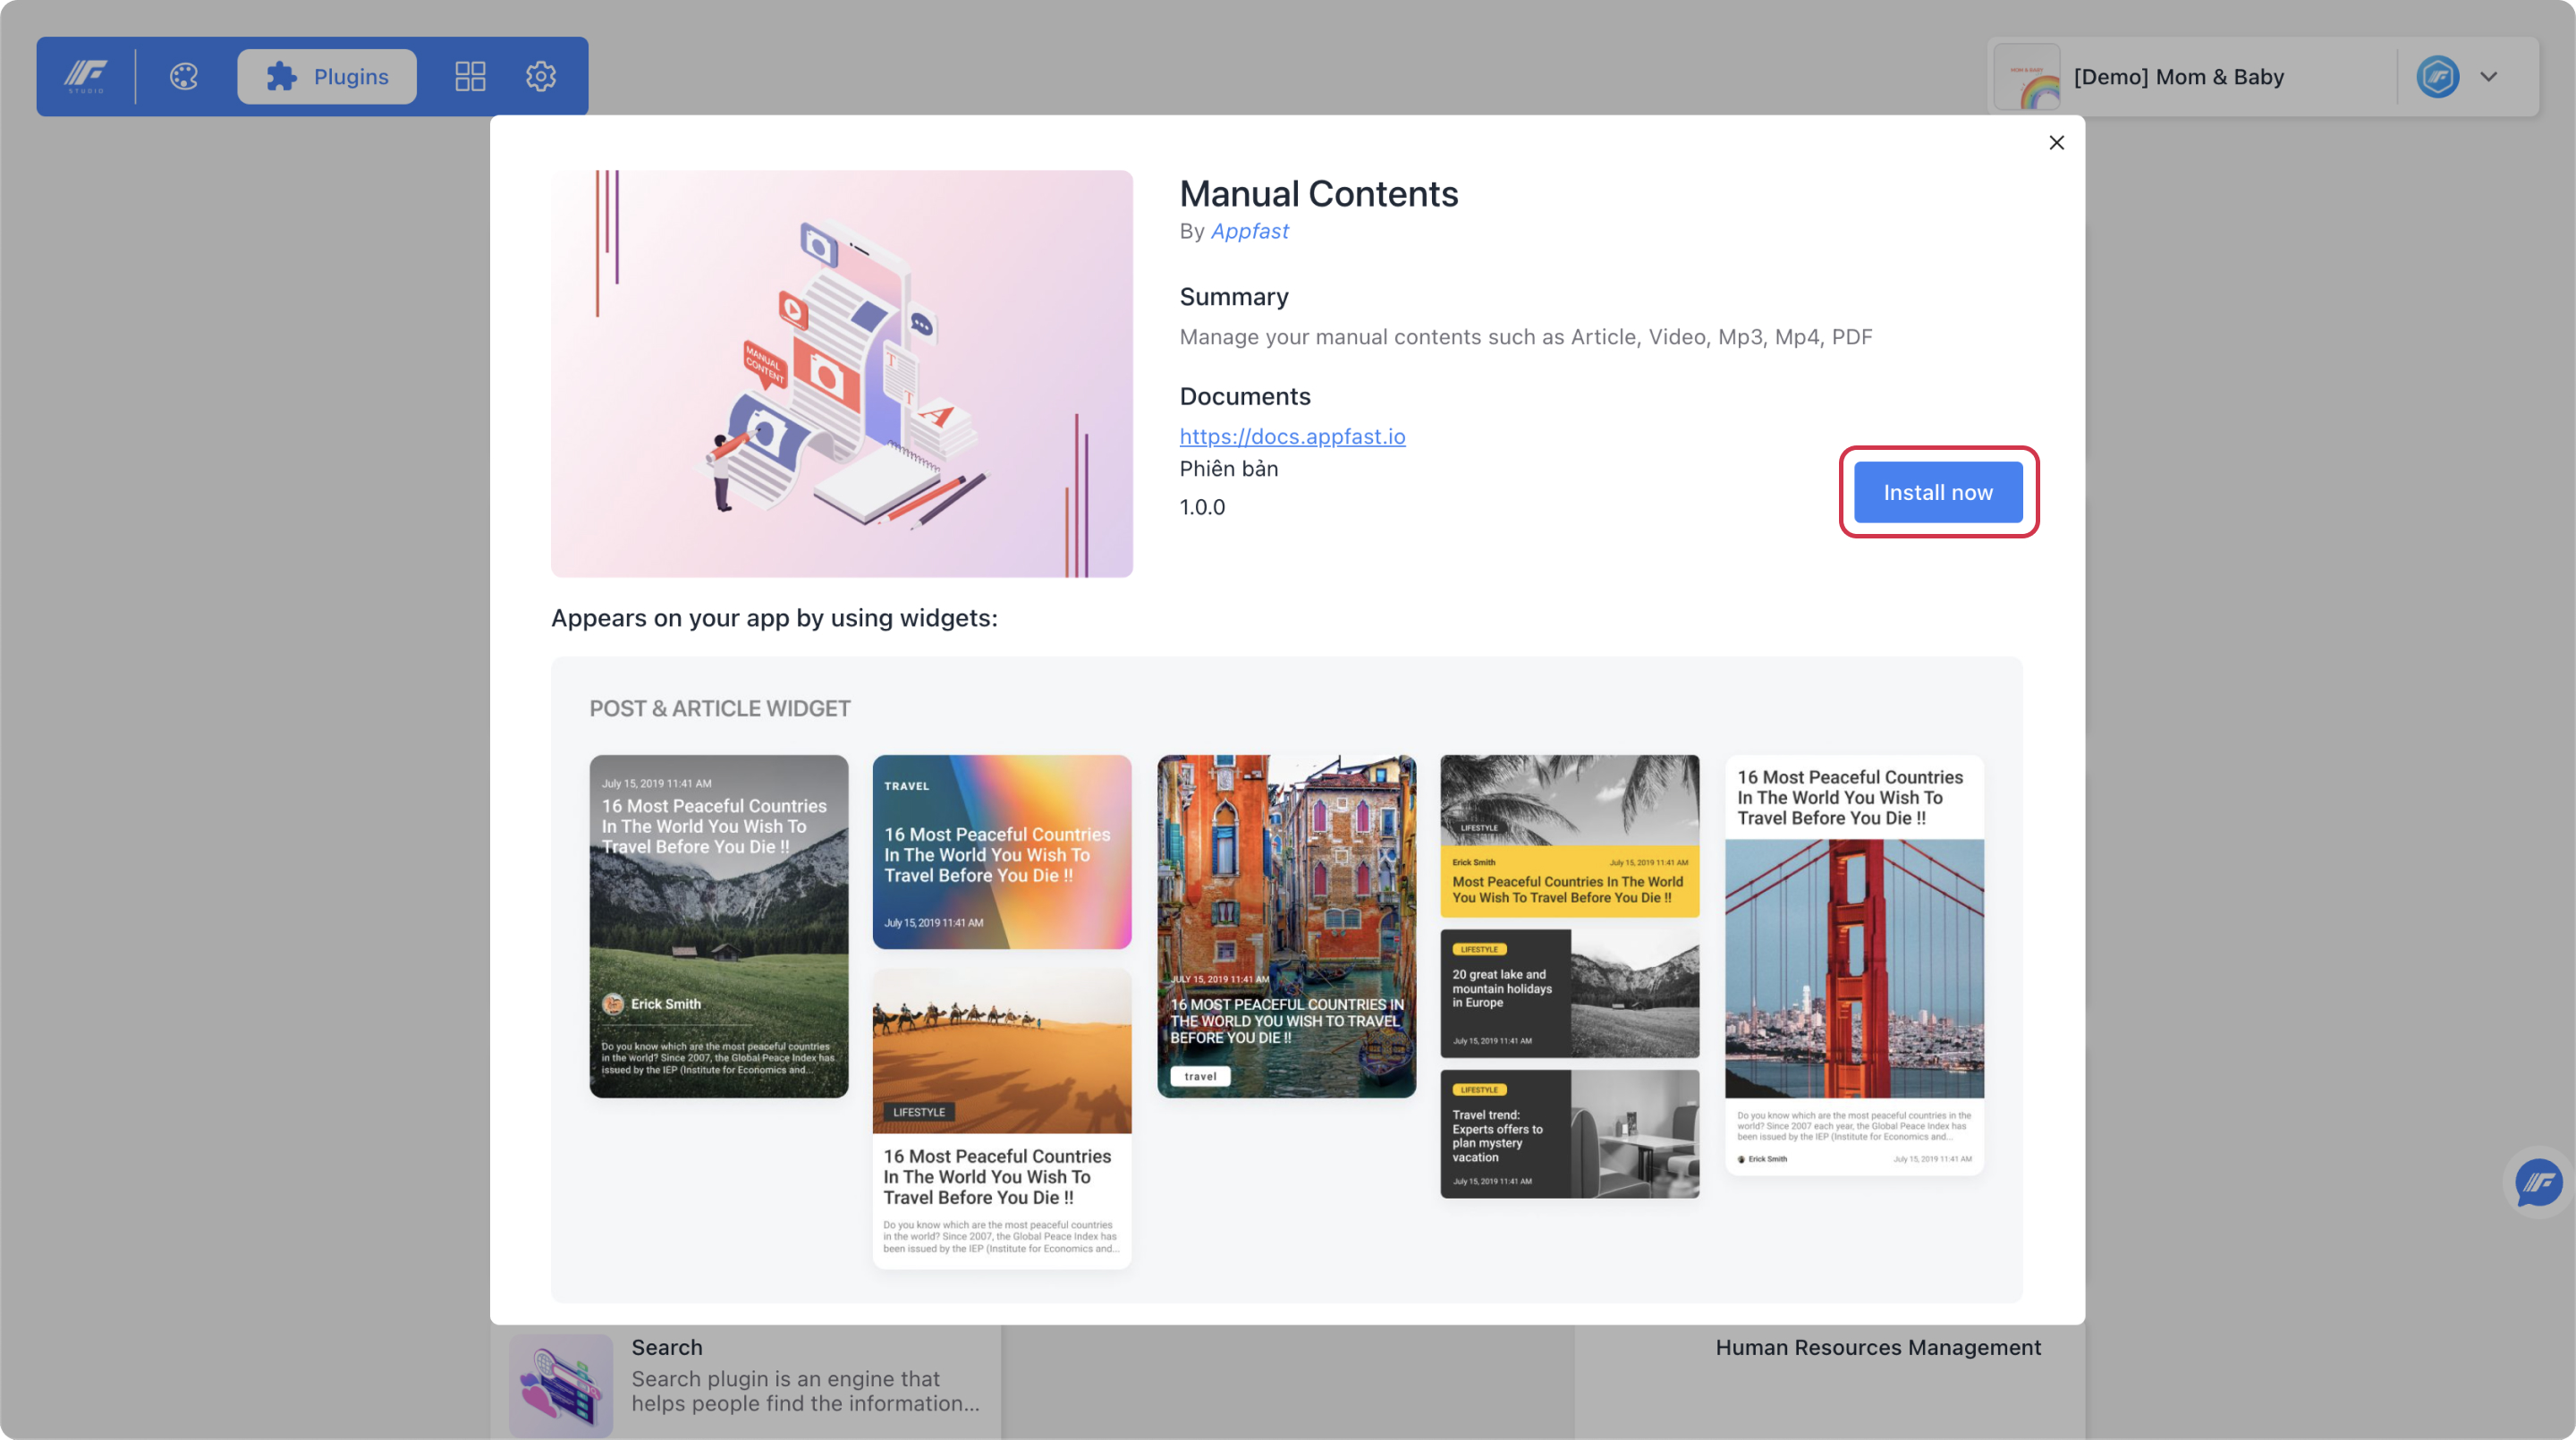 STUDIO
Plugins
MOM & BABY
[Demo] Mom & Baby
MANUAL
CONTENT
T
T
A
Manual Contents
By Appfast
Summary
Manage your manual contents such as Article, Video, Mp3, Mp4, PDF
Documents
https://docs.appfast.io
Phiên bản
1.0.0
Install now
Appears on your app by using widgets:
POST & ARTICLE WIDGET
July 15, 2019 11:41 AM
16 Most Peaceful Countries
In The World You Wish To
Travel Before You Die !!
Erick Smith
Do you know which are the most peaceful countries
in the world? Since 2007, the Global Peace Index has
issued by the IEP (Institute for Economics and...
TRAVEL
16 Most Peaceful Countries
In The World You Wish To
Travel Before You Die !!
July 15, 2019 11:41 AM
LIFESTYLE
16 Most Peaceful Countries
In The World You Wish To
Travel Before You Die !!
Do you know which are the most peaceful countries
in the world? Since 2007, the Global Peace Index has
been issued by the IEP (Institute for Economics and...
JULY 15, 2019 11:41 AM
16 MOST PEACEFUL COUNTRIES IN
THE WORLD YOU WISH TO TRAVEL
BEFORE YOU DIE !!
travel
LIFESTYLE
Erick Smith July 15, 2019 11:41 AM
Most Peaceful Countries In The World
You Wish To Travel Before You Die !!
LIFESTYLE
20 great lake and
mountain holidays
in Europe
July 15, 2019 11:41 AM
LIFESTYLE
Travel trend:
Experts offers to
plan mystery
vacation
July 15, 2019 11:41 AM
16 Most Peaceful Countries
In The World You Wish To
Travel Before You Die !!
Do you know which are the most peaceful countries in the
world? Since 2007 each year, the Global Peace Index has
been issued by the IEP (Institute for Economics and...
Erick Smith July 15, 2019 11:41 AM
Search
Search plugin is an engine that
helps people find the information...
Human Resources Management